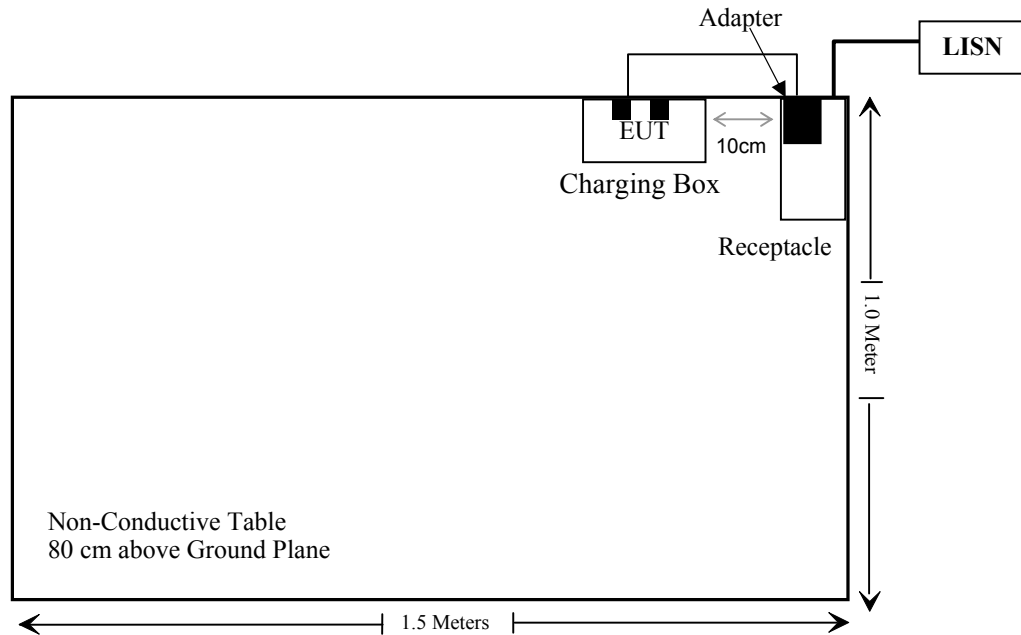 Adapter
LISN
EUT
10cm
Charging Box
Receptacle
1.0 Meter
Non-Conductive Table
80 cm above Ground Plane
1.5 Meters